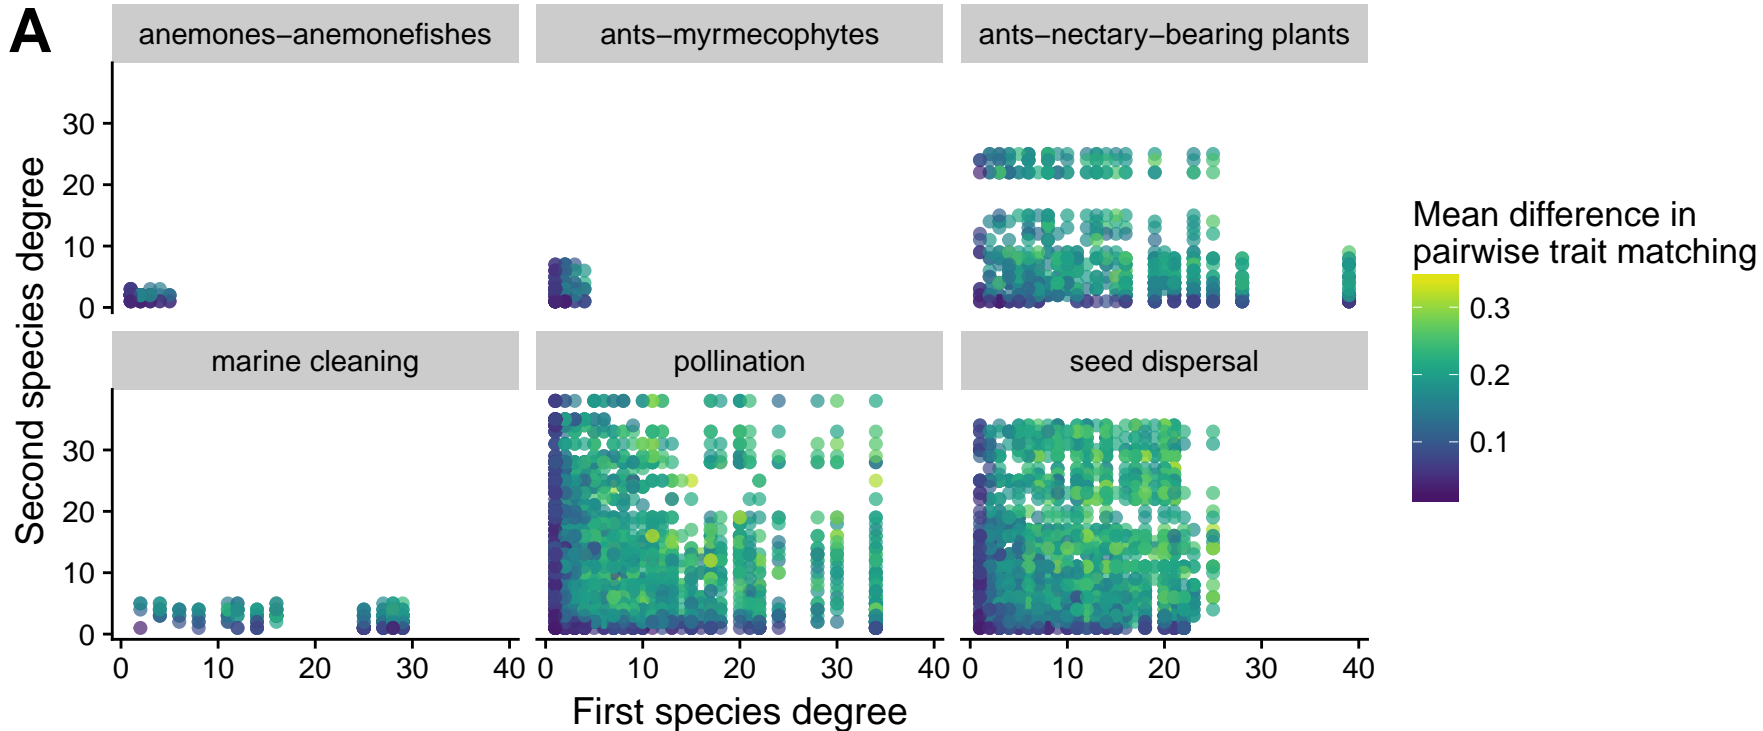 A
anemones−anemonefishes
ants−myrmecophytes
ants−nectary−bearing plants
30
20
10
0
marine cleaning
pollination
seed dispersal
30
20
10
0
0 10 20 30 40
0 10 20 30 40
0 10 20 30 40
First species degree
Second species degree
Mean difference in
pairwise trait matching
0.3
0.2
0.1